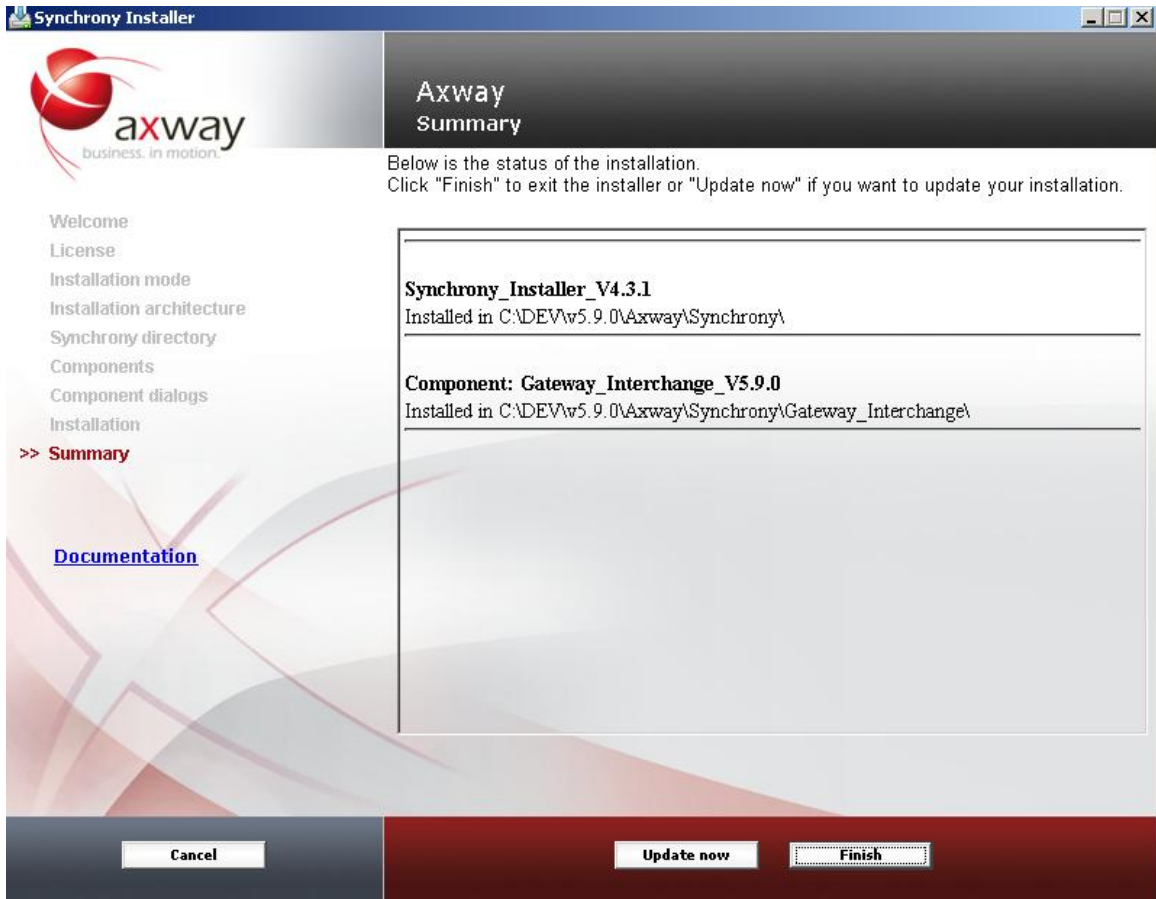 Synchrony Installer
axway
business. in motion.
Axway
Summary
Below is the status of the installation.
Click "Finish" to exit the installer or "Update now" if you want to update your installation.
Welcome
License
Installation mode
Installation architecture
Synchrony directory
Components
Component dialogs
Installation
>> Summary
Documentation
Synchrony_Installer_V4.3.1
Installed in C:\DEV\v5.9.0\Axway\Synchrony\
Component: Gateway_Interchange_V5.9.0
Installed in C:\DEV\v5.9.0\Axway\Synchrony\Gateway_Interchange\
Cancel
Update now
Finish